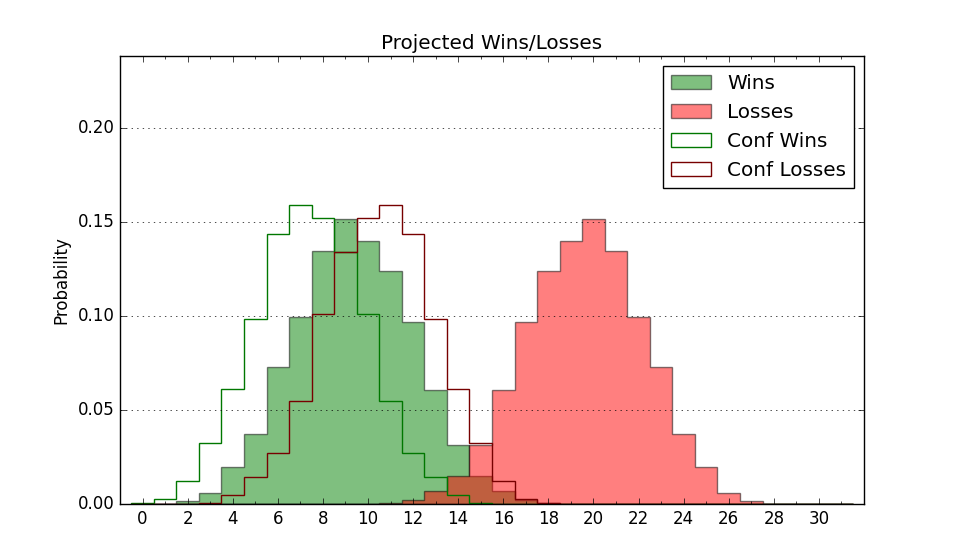 Projected Wins/Losses
Wins
Losses
Conf Wins
Conf Losses
Probability
0.20
0.15
0.10
0.05
0.00
0 2 4 6 8 10 12 14 16 18 20 22 24 26 28 30